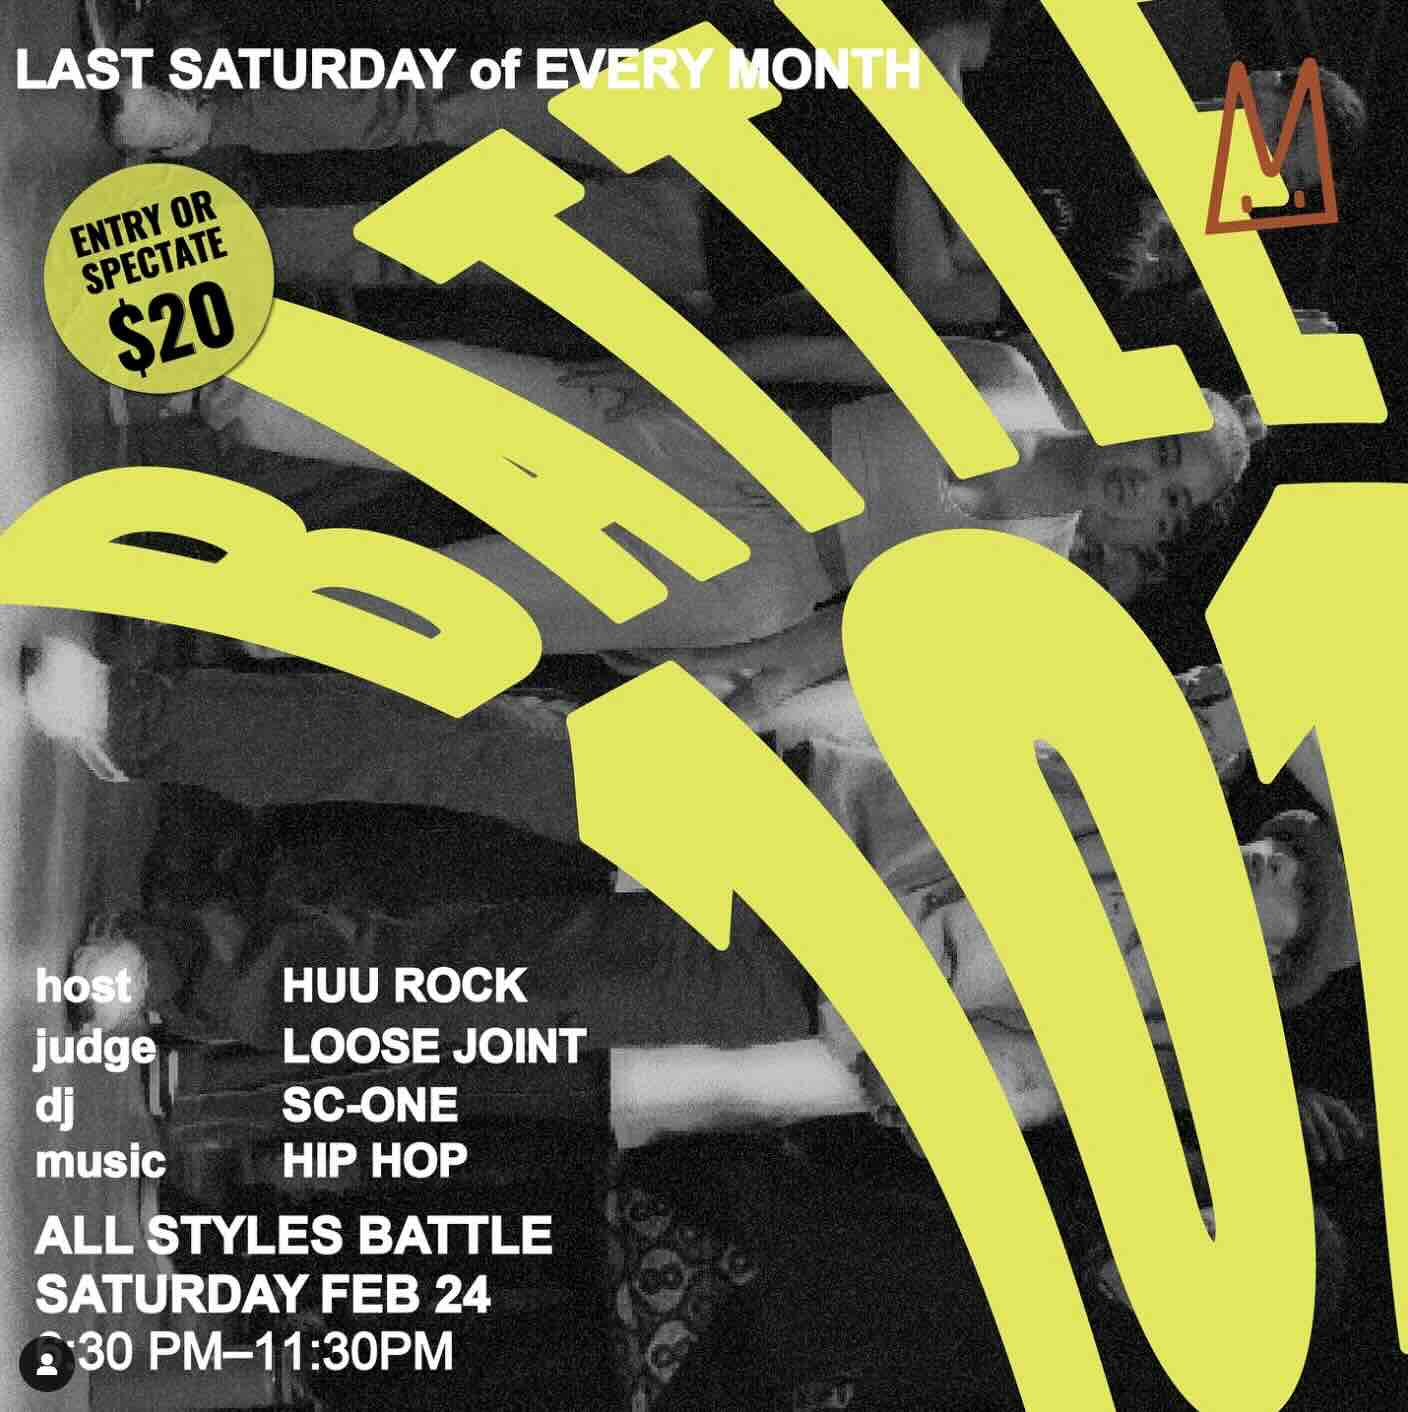 LAST SATURDAY of EVERY MONTH
ENTRY OR
SPECTATE
$20
BATTLE
101
host HUU ROCK
judge LOOSE JOINT
dj SC-ONE
music HIP HOP
ALL STYLES BATTLE
SATURDAY FEB 24
:30 PM–11:30PM